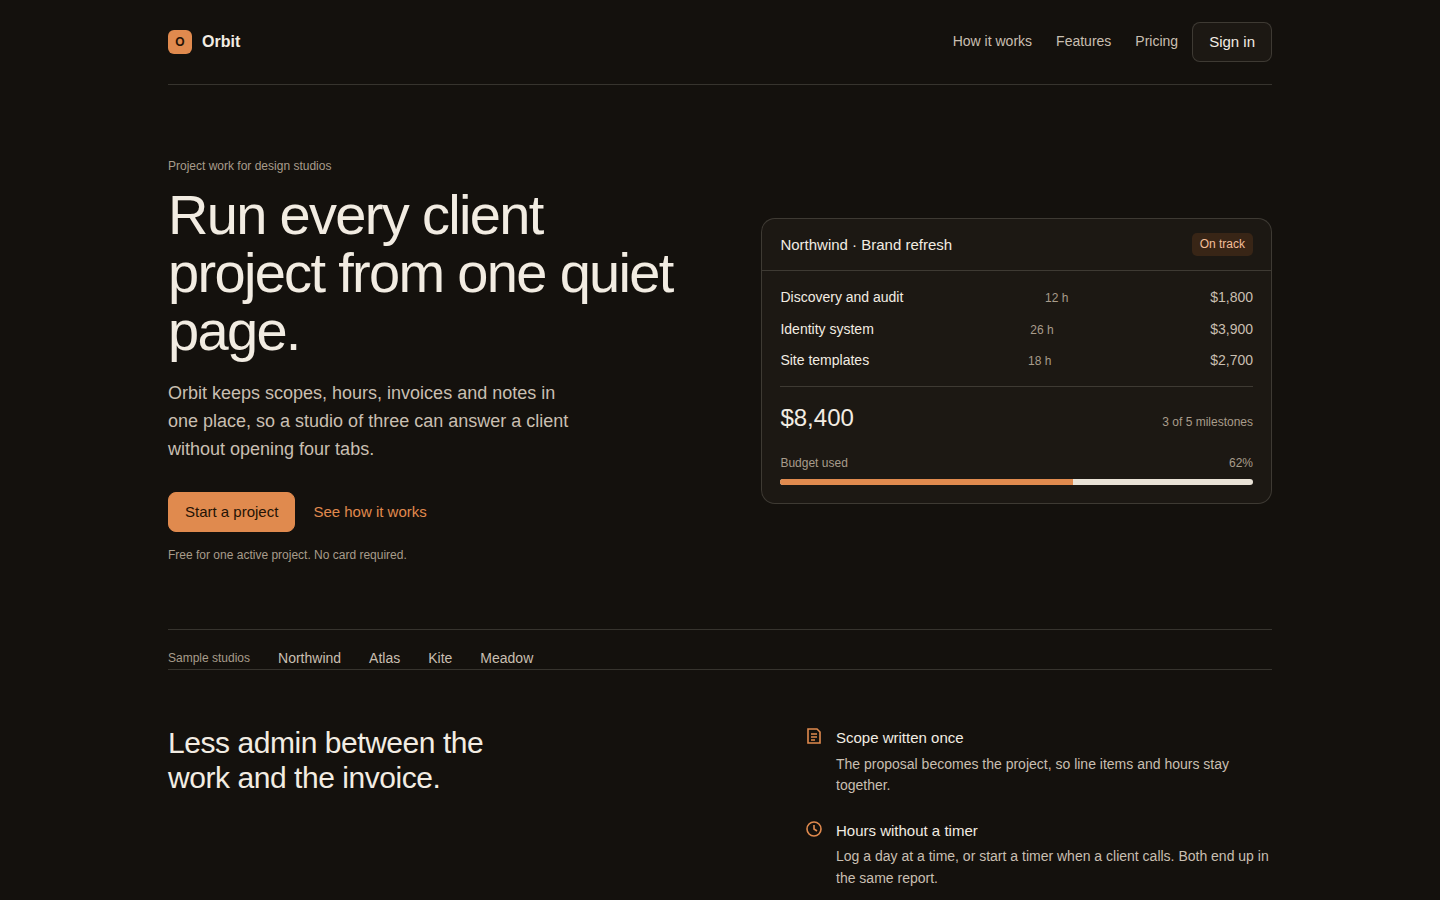 O Orbit
How it works Features Pricing Sign in
Project work for design studios
Run every client
project from one quiet
page.
Orbit keeps scopes, hours, invoices and notes in
one place, so a studio of three can answer a client
without opening four tabs.
Start a project See how it works
Free for one active project. No card required.
Northwind · Brand refresh On track
Discovery and audit 12 h $1,800
Identity system 26 h $3,900
Site templates 18 h $2,700
$8,400 3 of 5 milestones
Budget used 62%
Sample studios Northwind Atlas Kite Meadow
Less admin between the
work and the invoice.
Scope written once
The proposal becomes the project, so line items and hours stay
together.
Hours without a timer
Log a day at a time, or start a timer when a client calls. Both end up in
the same report.